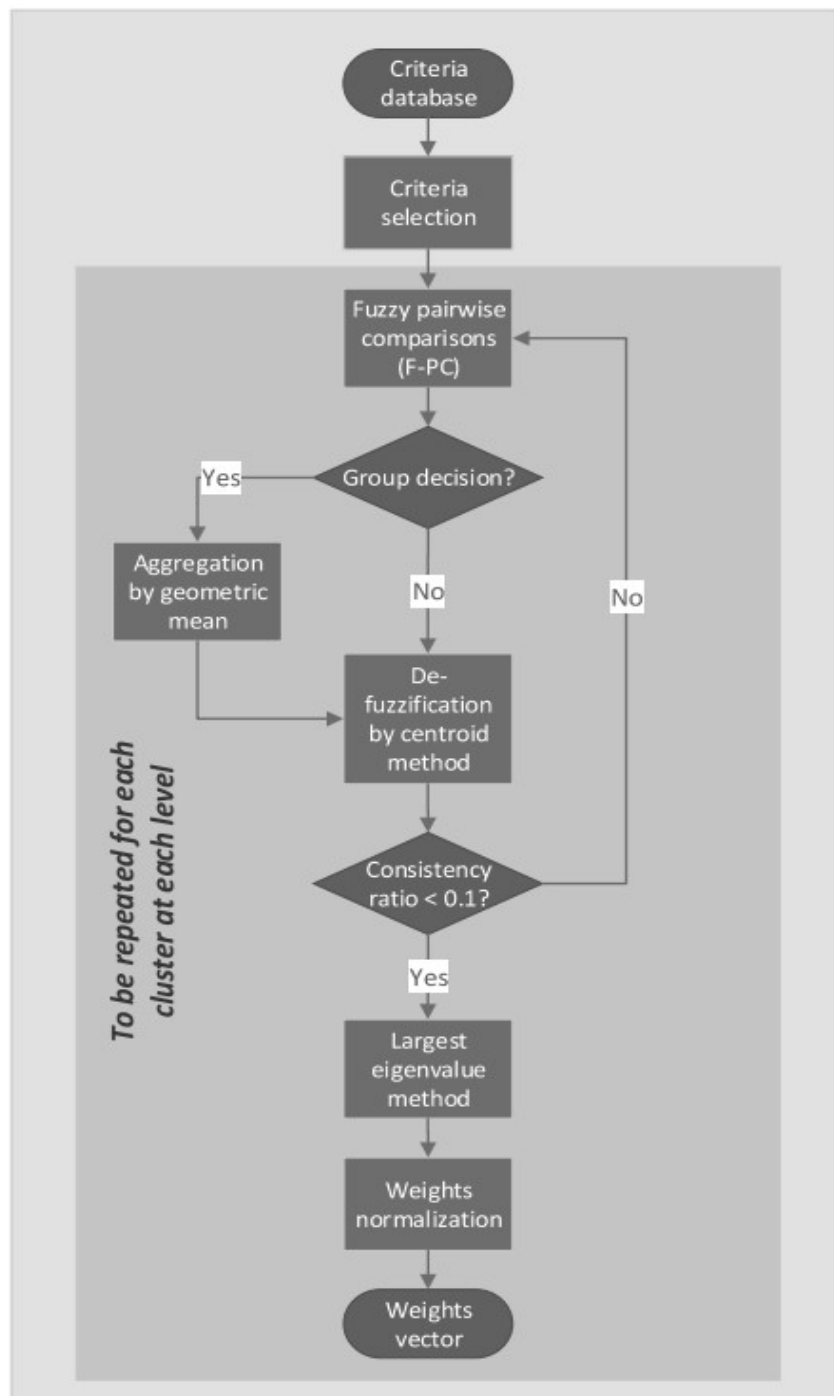 Criteria
database
Criteria
selection
Fuzzy pairwise
comparisons
(F-PC)
Group decision?
Yes
No
No
Aggregation
by geometric
mean
De-
fuzzification
by centroid
method
To be repeated for each
cluster at each level
Consistency
ratio < 0.1?
Yes
Largest
eigenvalue
method
Weights
normalization
Weights
vector